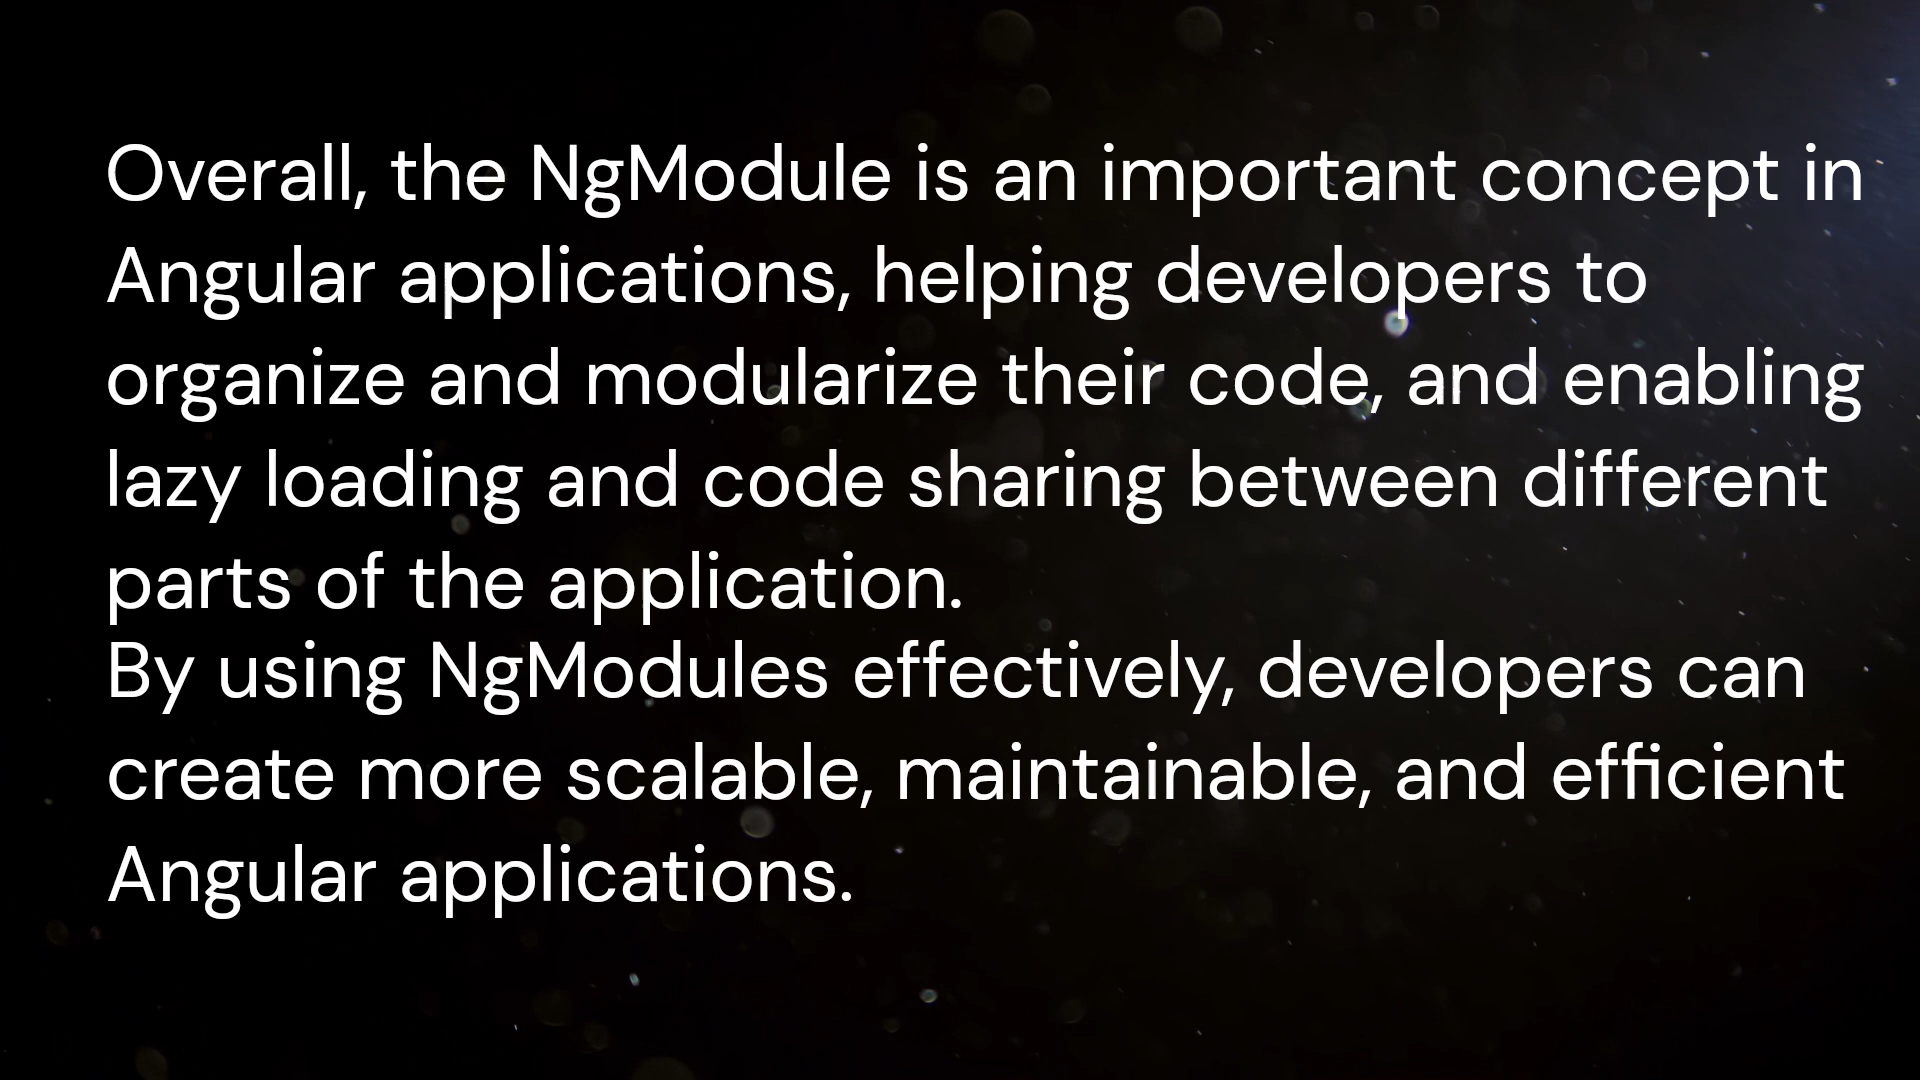 Overall, the NgModule is an important concept in
Angular applications, helping developers to
organize and modularize their code, and enabling
lazy loading and code sharing between different
parts of the application.
By using NgModules effectively, developers can
create more scalable, maintainable, and efficient
Angular applications.